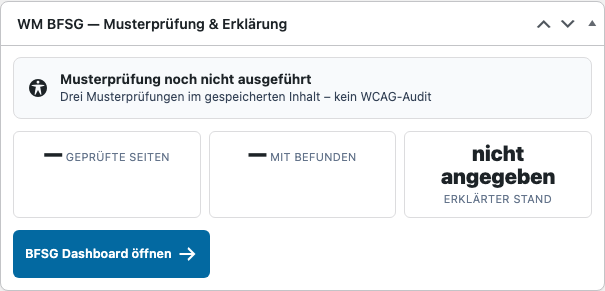 WM BFSG — Musterprüfung & Erklärung
Musterprüfung noch nicht ausgeführt
Drei Musterprüfungen im gespeicherten Inhalt – kein WCAG-Audit
— GEPRÜFTE SEITEN
— MIT BEFUNDEN
nicht
angegeben
ERKLÄRTER STAND
BFSG Dashboard öffnen →